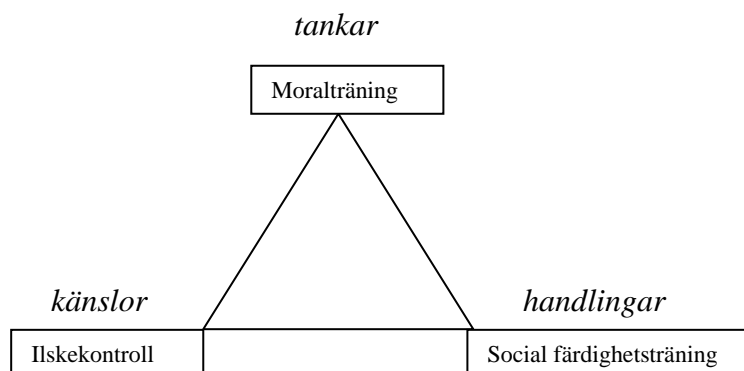 tankar
Moralträning
känslor
handlingar
Ilskekontroll
Social färdighetsträning